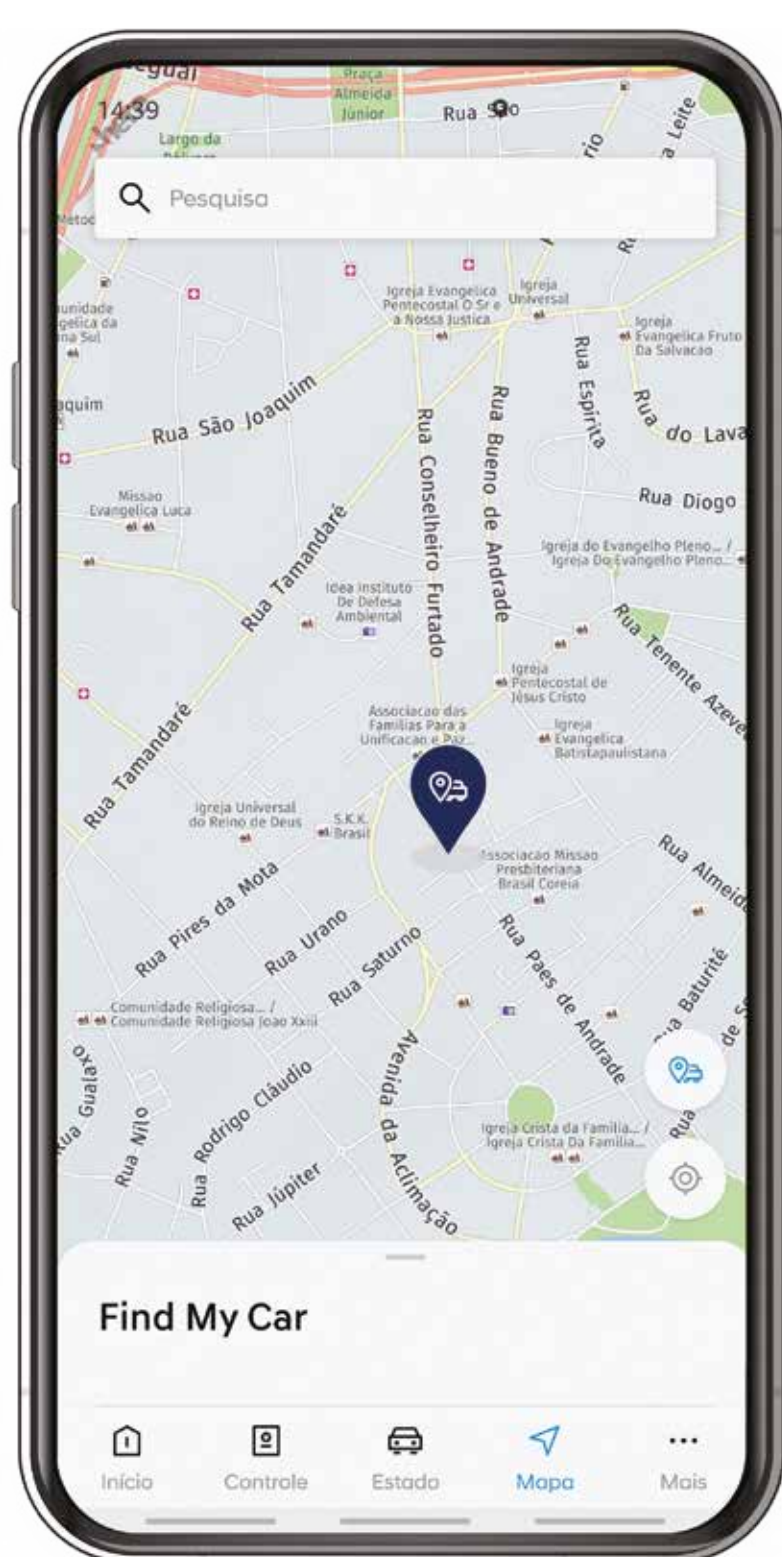 14:39
Praça
Almeida
Júnior
Rua São
Largo da
Pesquisa
Igreja Evangelica
Pentecostal O Sr e
a Nossa Justica
Igreja
Universal
Igreja
Evangelica Fruto
Da Salvacao
Rua São Joaquim
Rua Espírita
Rua do Lava
Rua Conselheiro Furtado
Rua Bueno de Andrade
Missao
Evangelica Luca
Rua Diogo
Rua Tamandaré
Igreja do Evangelho Pleno... /
Igreja Do Evangelho Pleno...
Idea Instituto
De Defesa
Ambiental
Rua Tenente Azeve
Igreja
Pentecostal de
Jesus Cristo
Associacao das
Familias Para a
Unificacao e Paz...
Igreja
Evangelica
Batistapaulistana
Rua Tamandaré
Igreja Universal
do Reino de Deus
S.K.K.
Brasil
Associacao Missao
Presbiteriana
Brasil Coreia
Rua Almeida
Rua Pires da Mota
Rua Urano
Rua Saturno
Rua Paes de Andrade
Comunidade Religiosa... /
Comunidade Religiosa Joao Xxiii
Baturité
Avenida da Aclimação
Rua Rodrigo Cláudio
Rua Nilo
Rua Júpiter
Igreja Crista da Familia... /
Igreja Crista Da Familia...
Rua
Find My Car
Início
Controle
Estado
Mapa
Mais